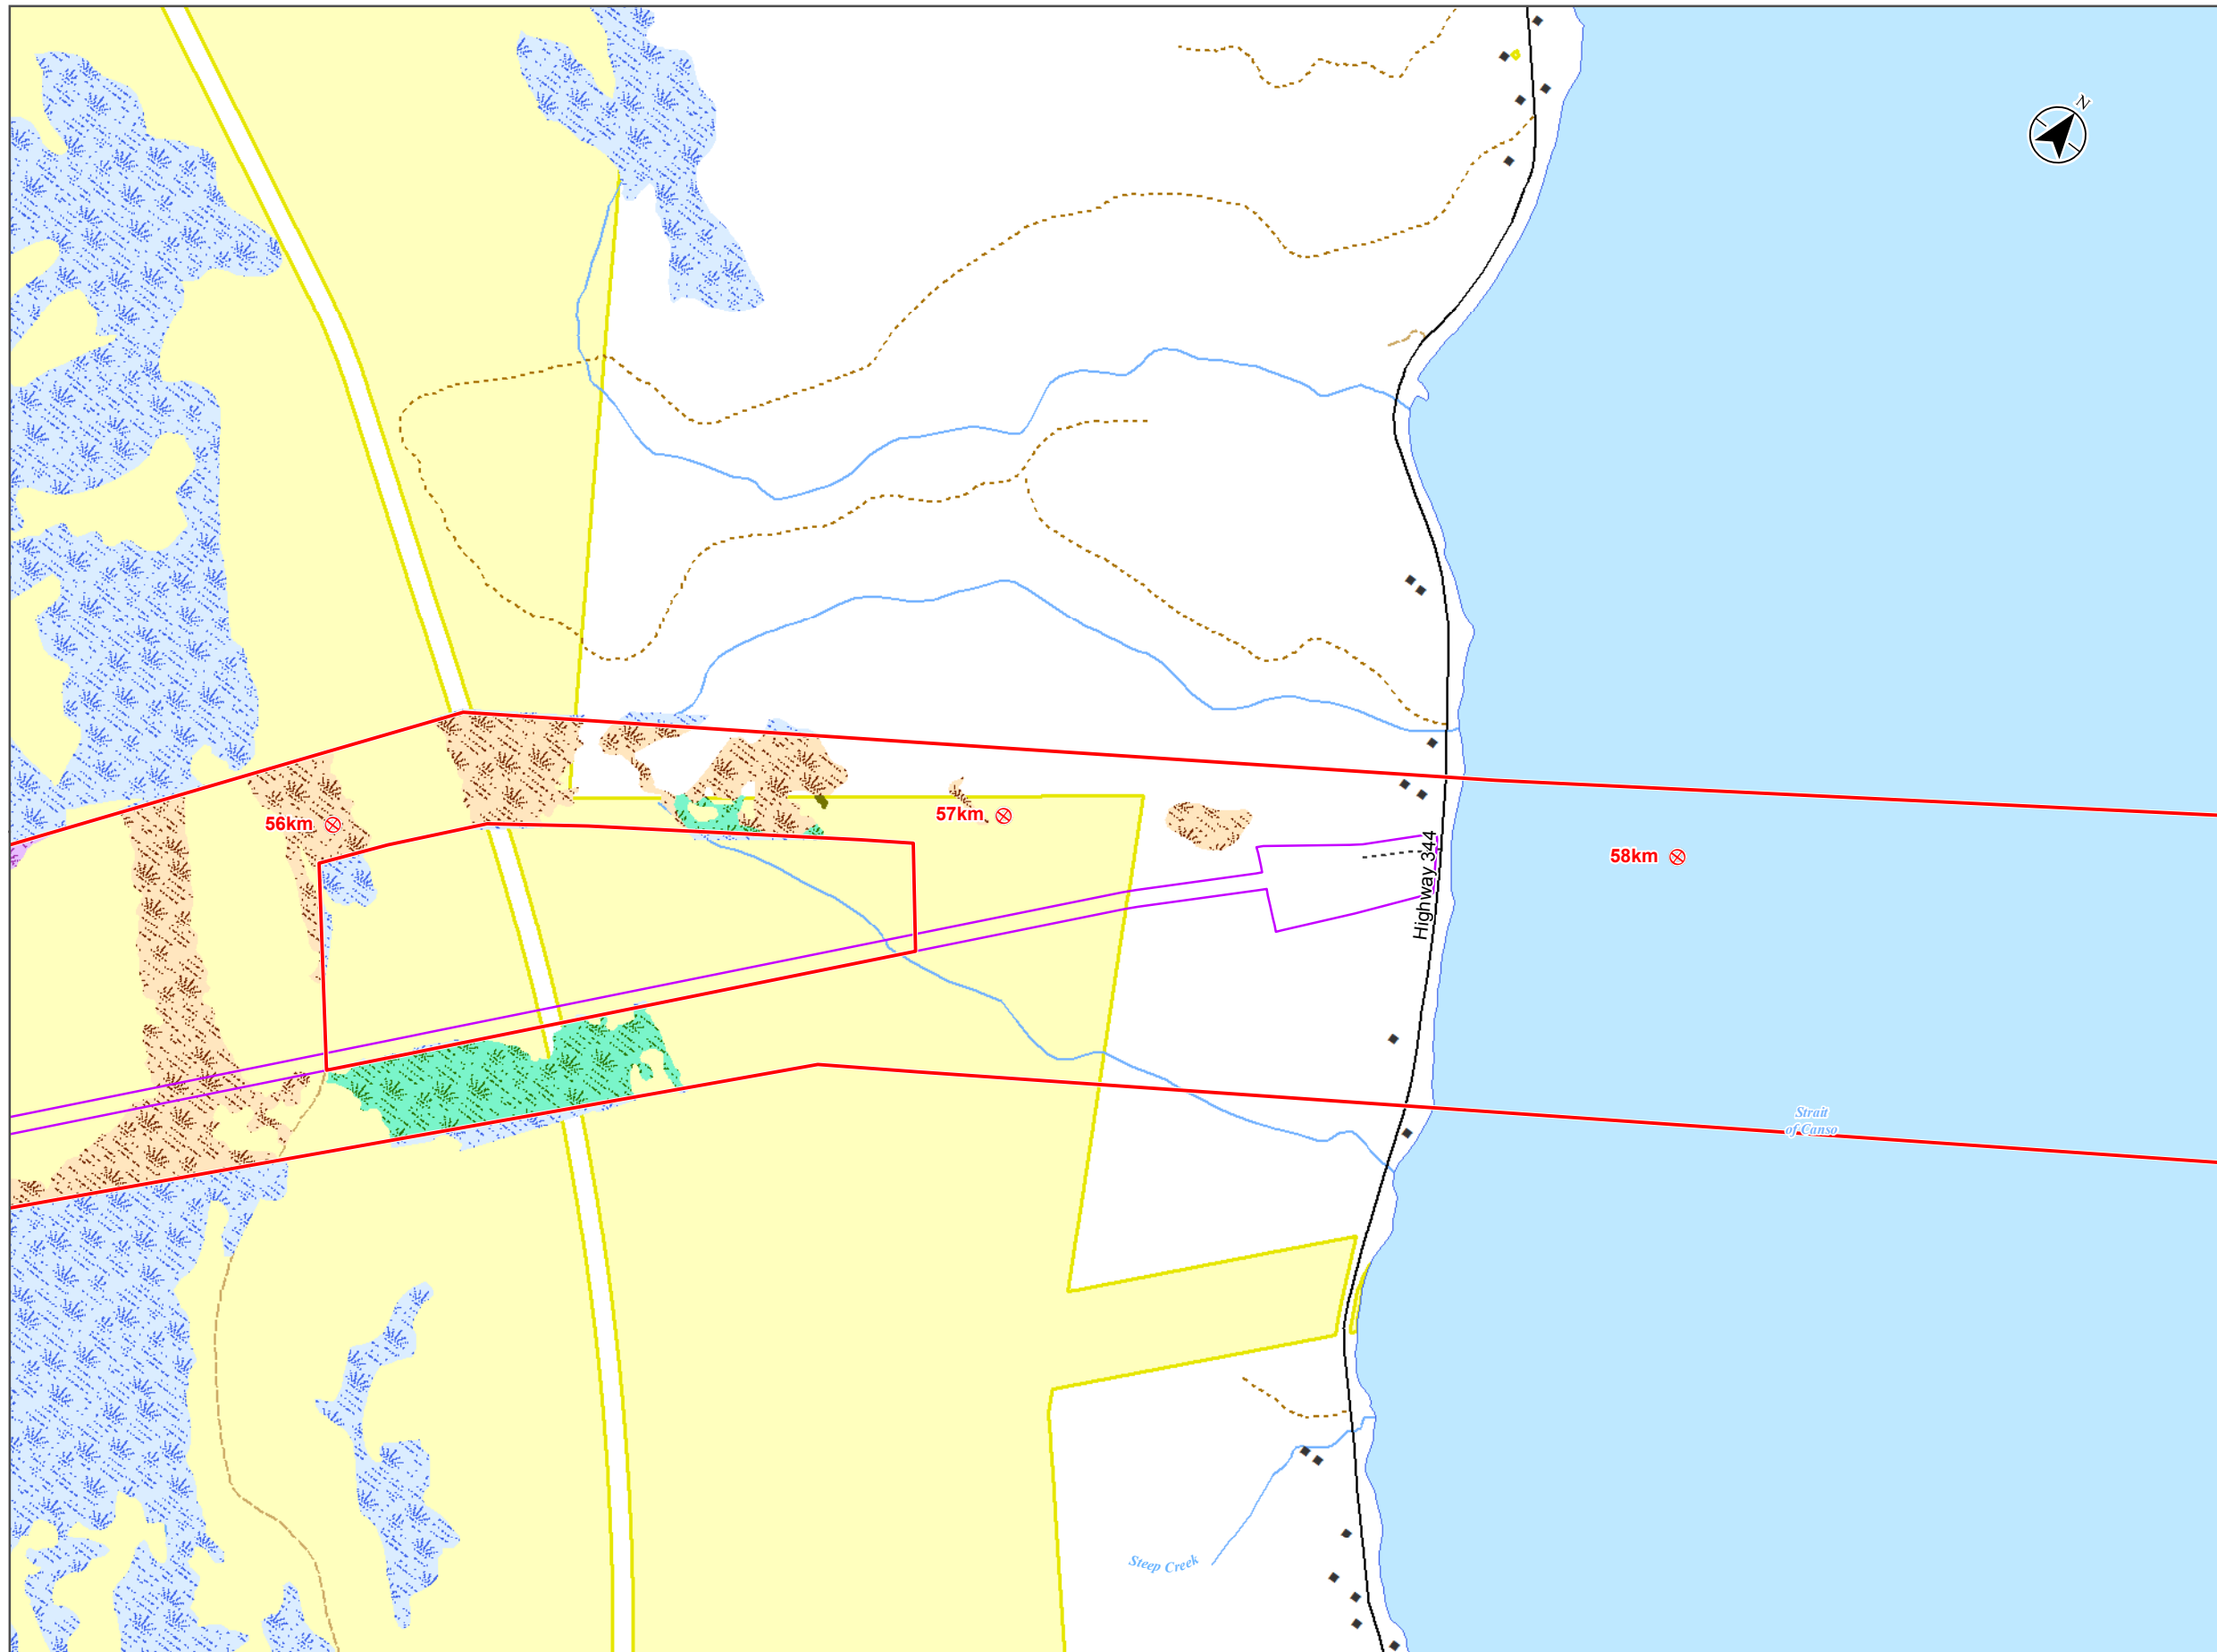 N
56km
57km
58km
Highway 344
Strait
of Canso
Steep Creek